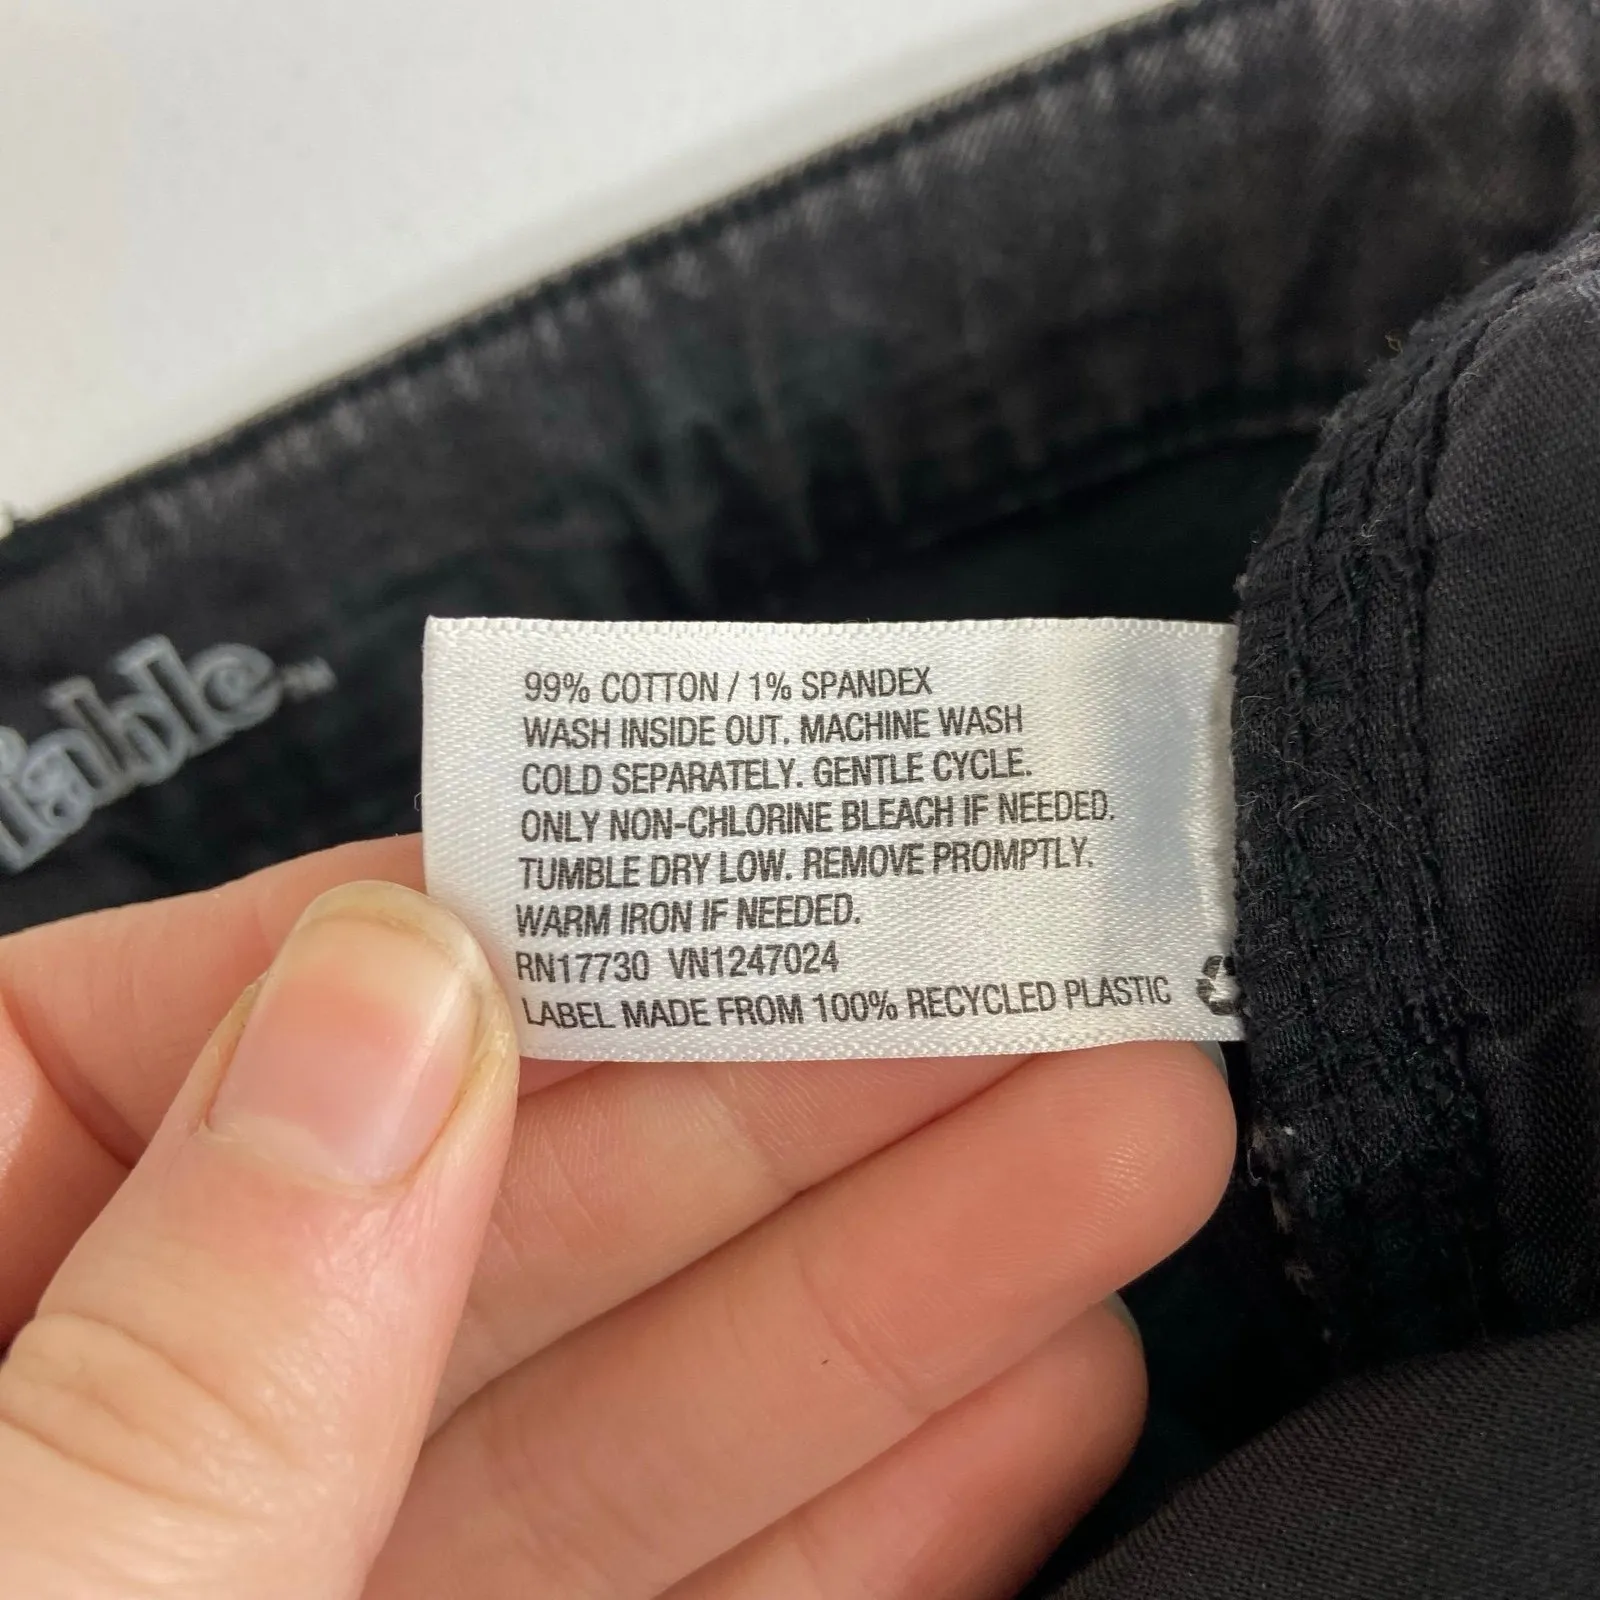 fable™
99% COTTON / 1% SPANDEX
WASH INSIDE OUT. MACHINE WASH
COLD SEPARATELY. GENTLE CYCLE.
ONLY NON-CHLORINE BLEACH IF NEEDED.
TUMBLE DRY LOW. REMOVE PROMPTLY.
WARM IRON IF NEEDED.
RN17730 VN1247024
LABEL MADE FROM 100% RECYCLED PLASTIC